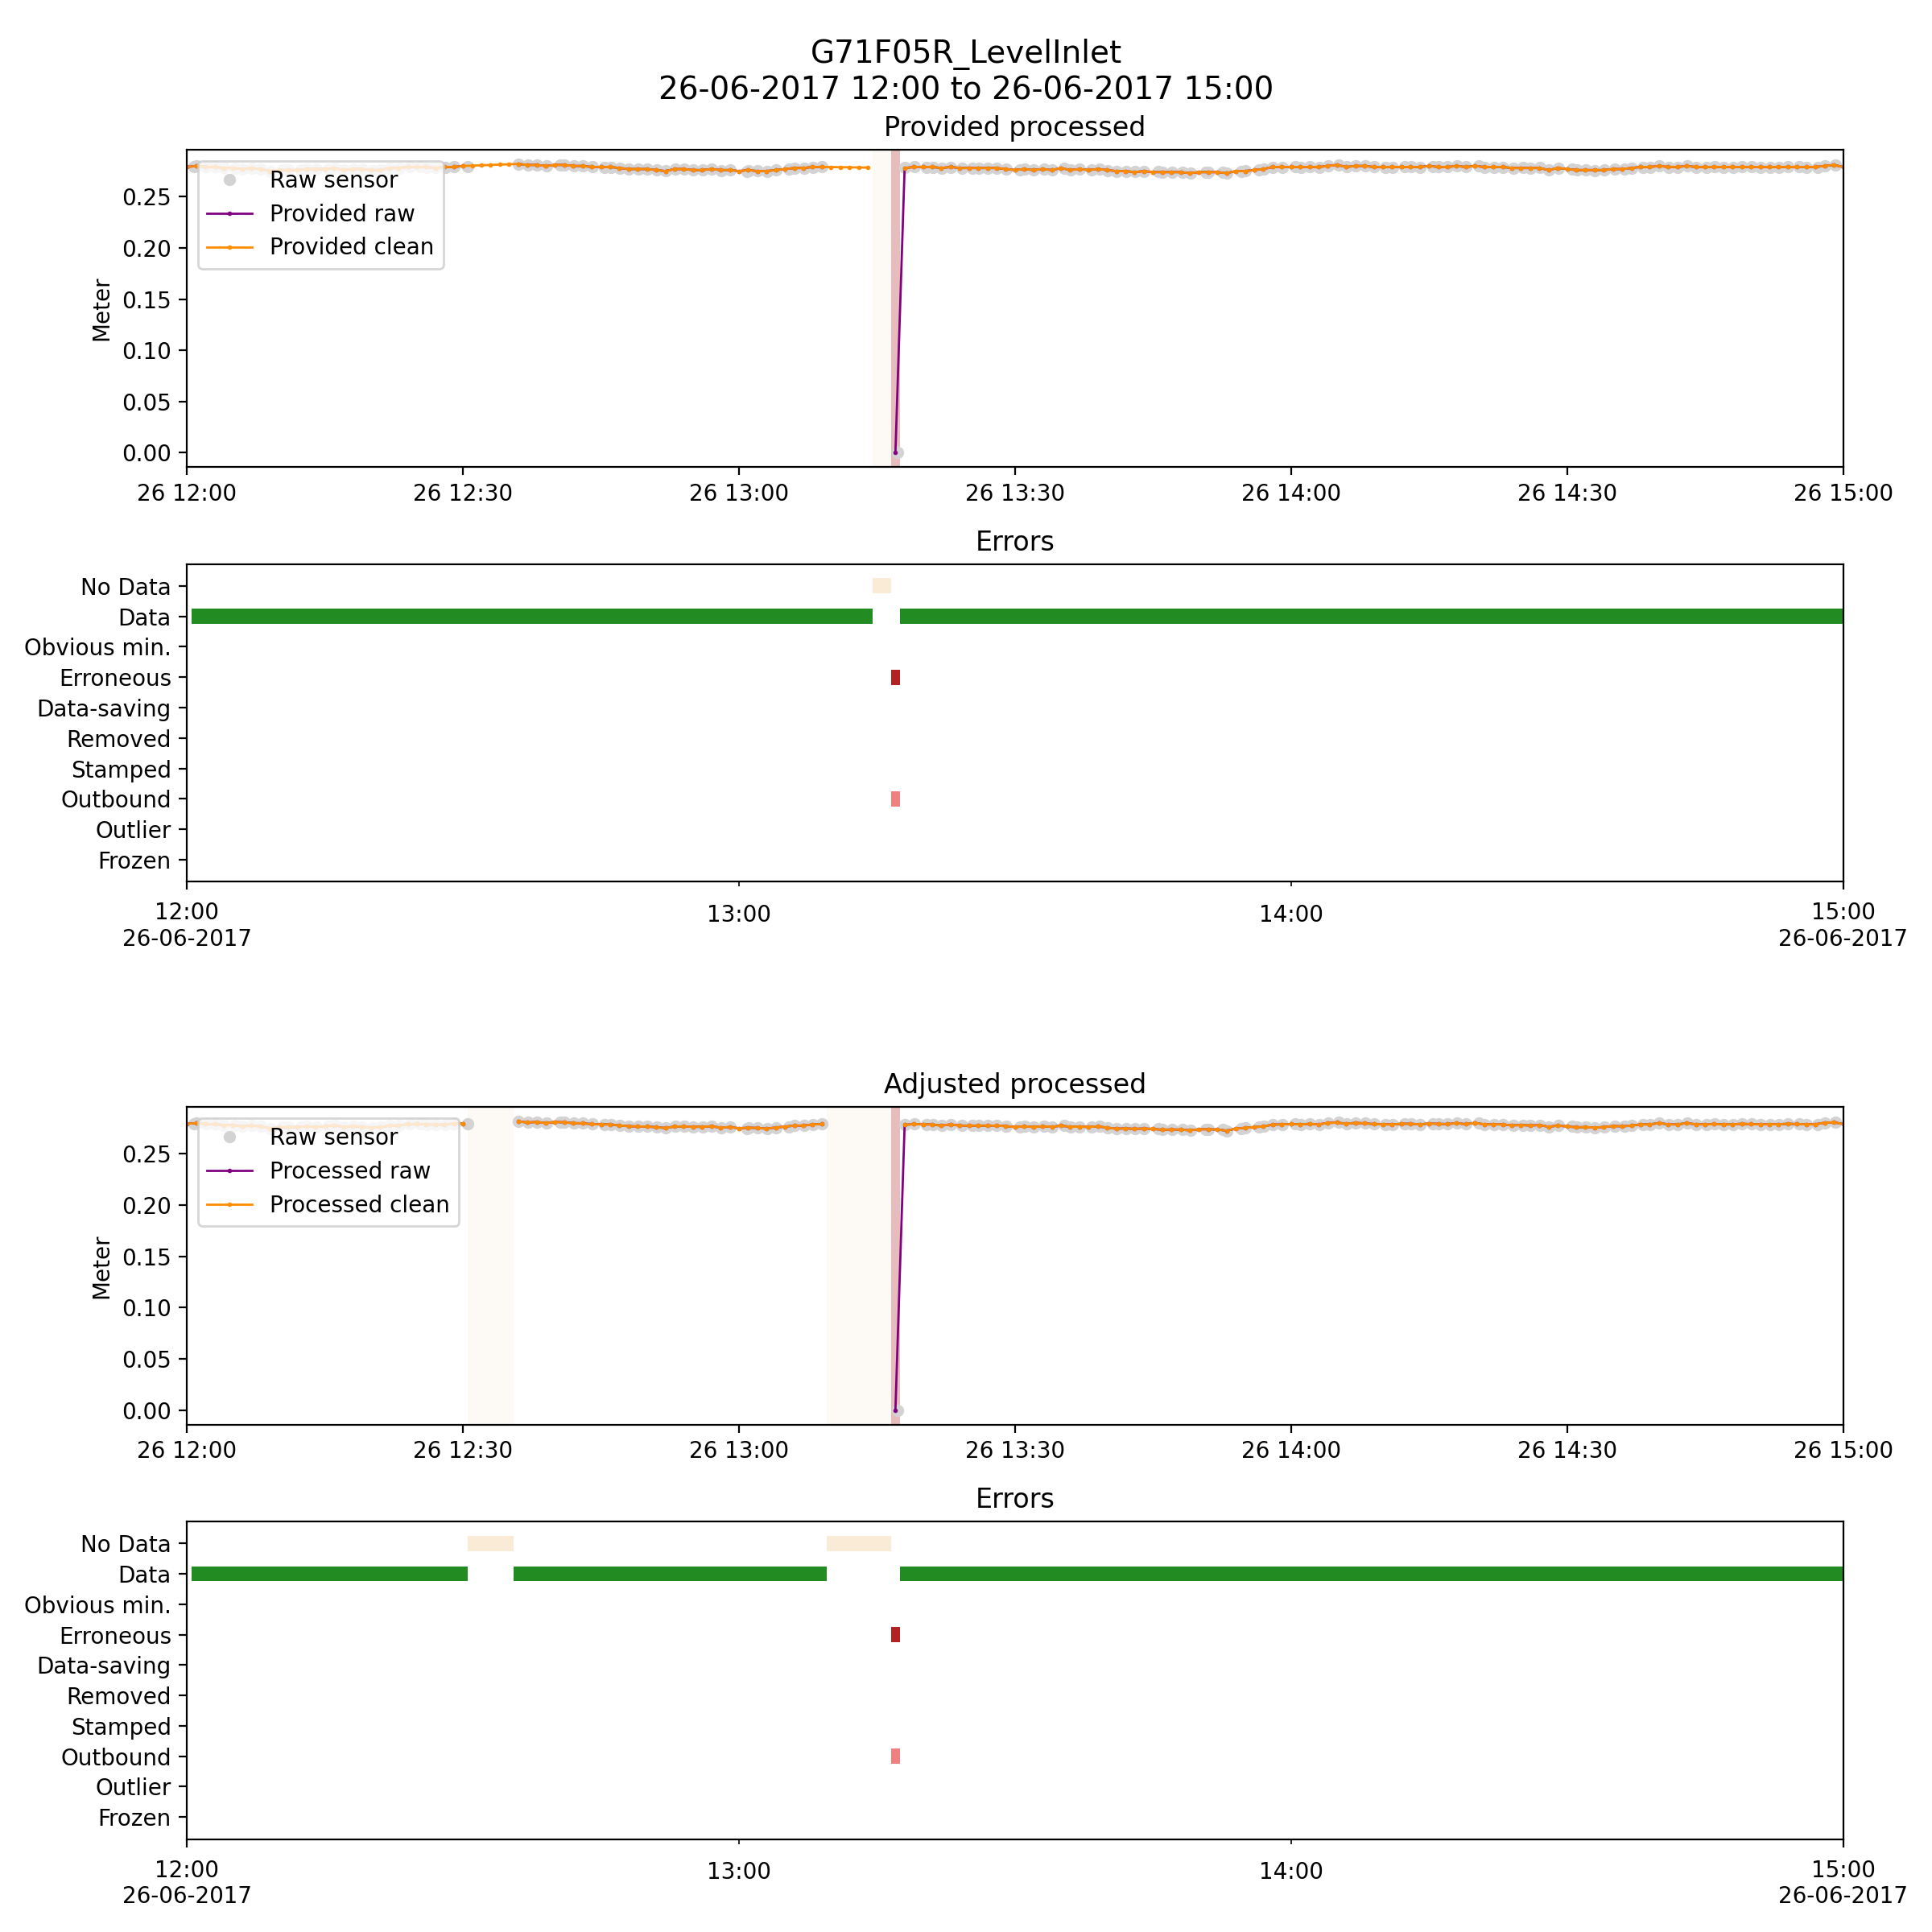 G71F05R_LevelInlet
26-06-2017 12:00 to 26-06-2017 15:00
Provided processed
Meter
0.25
0.20
0.15
0.10
0.05
0.00
Raw sensor
Provided raw
Provided clean
26 12:00 26 12:30 26 13:00 26 13:30 26 14:00 26 14:30 26 15:00
Errors
No Data
Data
Obvious min.
Erroneous
Data-saving
Removed
Stamped
Outbound
Outlier
Frozen
12:00 13:00 14:00 15:00
26-06-2017 26-06-2017
Adjusted processed
Meter
0.25
0.20
0.15
0.10
0.05
0.00
Raw sensor
Processed raw
Processed clean
26 12:00 26 12:30 26 13:00 26 13:30 26 14:00 26 14:30 26 15:00
Errors
No Data
Data
Obvious min.
Erroneous
Data-saving
Removed
Stamped
Outbound
Outlier
Frozen
12:00 13:00 14:00 15:00
26-06-2017 26-06-2017